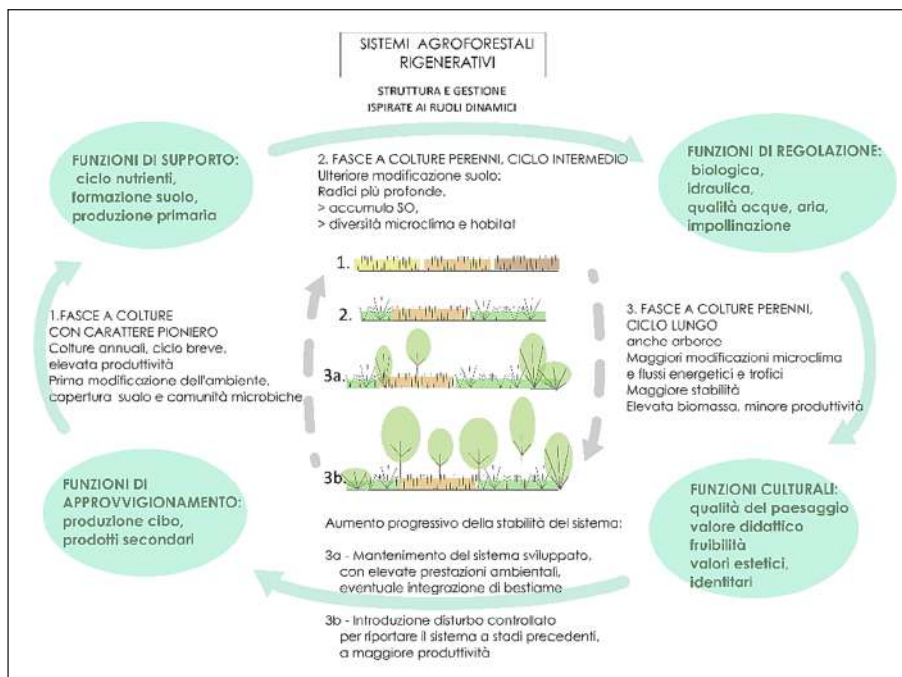 SISTEMI AGROFORESTALI
RIGENERATIVI
STRUTTURA E GESTIONE
ISPIRATE AI RUOLI DINAMICI
FUNZIONI DI SUPPORTO:
ciclo nutrienti,
formazione suolo,
produzione primaria
2. FASCE A COLTURE PERENNI, CICLO INTERMEDIO
Ulteriore modificazione suolo:
Radici più profonde,
> accumulo SO,
> diversità microclima e habitat
FUNZIONI DI REGOLAZIONE:
biologica,
idraulica,
qualità acque, aria,
impollinazione
1.
2.
3a.
3b.
1.FASCE A COLTURE
CON CARATTERE PIONIERO
Colture annuali, ciclo breve,
elevata produttività
Prima modificazione dell'ambiente,
copertura suolo e comunità microbiche
3. FASCE A COLTURE PERENNI,
CICLO LUNGO
anche arboree
Maggiori modificazioni microclima
e flussi energetici e trofici
Maggiore stabilità
Elevata biomassa, minore produttività
FUNZIONI DI
APPROVVIGIONAMENTO:
produzione cibo,
prodotti secondari
FUNZIONI CULTURALI:
qualità del paesaggio
valore didattico
fruibilità
valori estetici,
identitari
Aumento progressivo della stabilità del sistema:
3a - Mantenimento del sistema sviluppato,
con elevate prestazioni ambientali,
eventuale integrazione di bestiame
3b - Introduzione disturbo controllato
per riportare il sistema a stadi precedenti,
a maggiore produttività